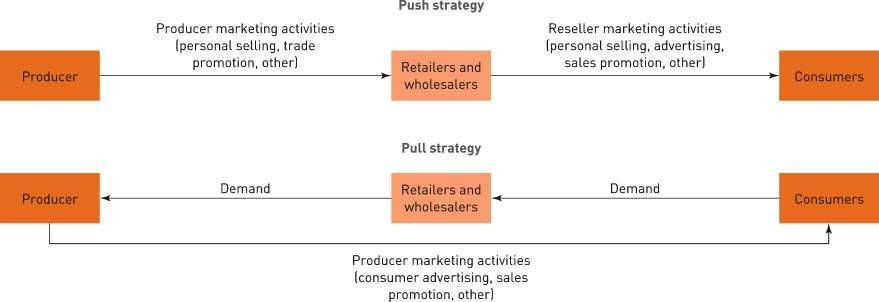 Push strategy
Producer marketing activities
(personal selling, trade
promotion, other)
Reseller marketing activities
(personal selling, advertising,
sales promotion, other)
Producer
Retailers and
wholesalers
Consumers
Pull strategy
Producer
Demand
Retailers and
wholesalers
Demand
Consumers
Producer marketing activities
(consumer advertising, sales
promotion, other)